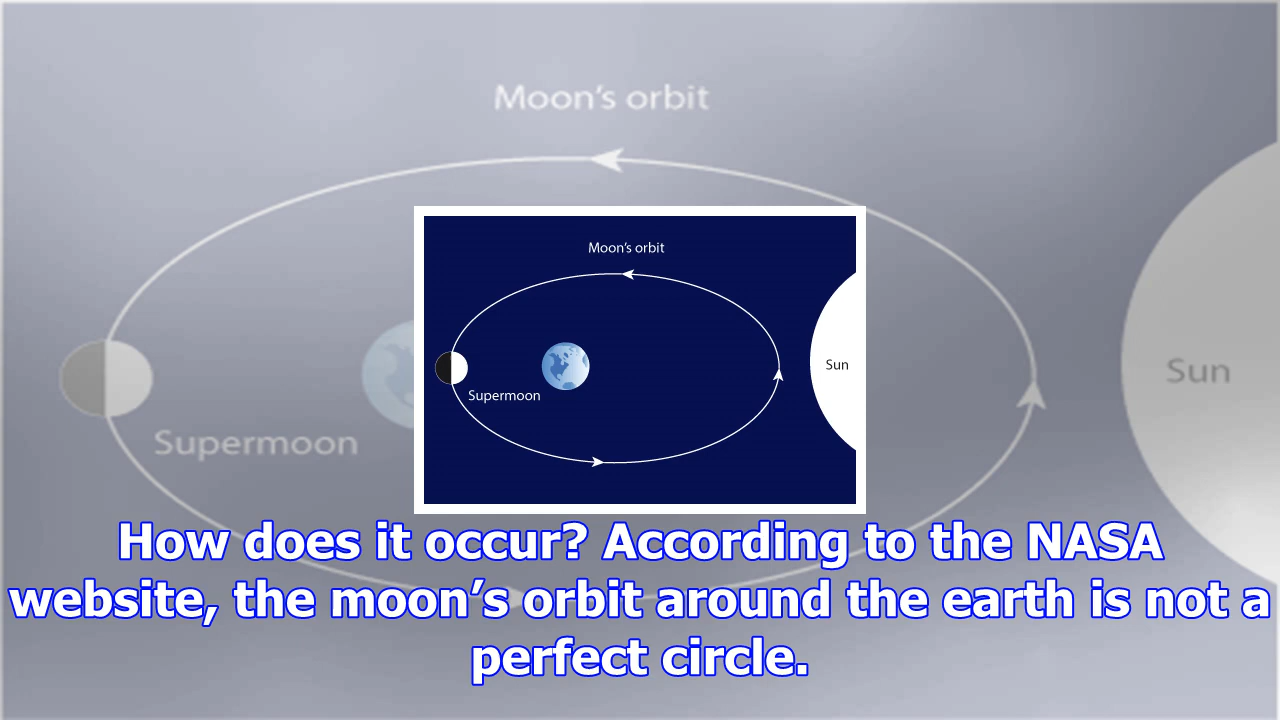 Moon's orbit
Moon's orbit
Sun
Sun
Supermoon
Supermoon
How does it occur? According to the NASA
website, the moon’s orbit around the earth is not a
perfect circle.